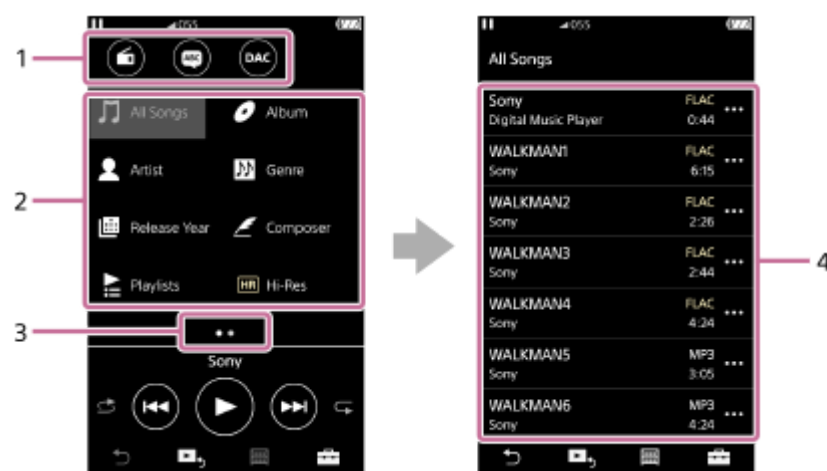 055
1
ABC
DAC
All Songs
Album
Artist
Genre
2
Release Year
Composer
Playlists
HR Hi-Res
3
Sony
055
All Songs
Sony FLAC
Digital Music Player 0:44
WALKMAN1 FLAC
Sony 6:15
WALKMAN2 FLAC
Sony 2:26
WALKMAN3 FLAC
Sony 2:44
4
WALKMAN4 FLAC
Sony 4:24
WALKMAN5 MP3
Sony 3:05
WALKMAN6 MP3
Sony 4:24